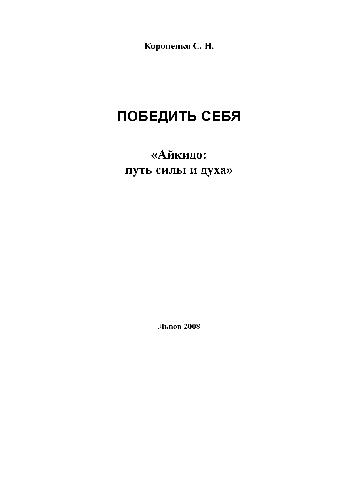 Короленко С. Н.
ПОБЕДИТЬ СЕБЯ
«Айкидо:
путь силы и духа»
Львов 2008